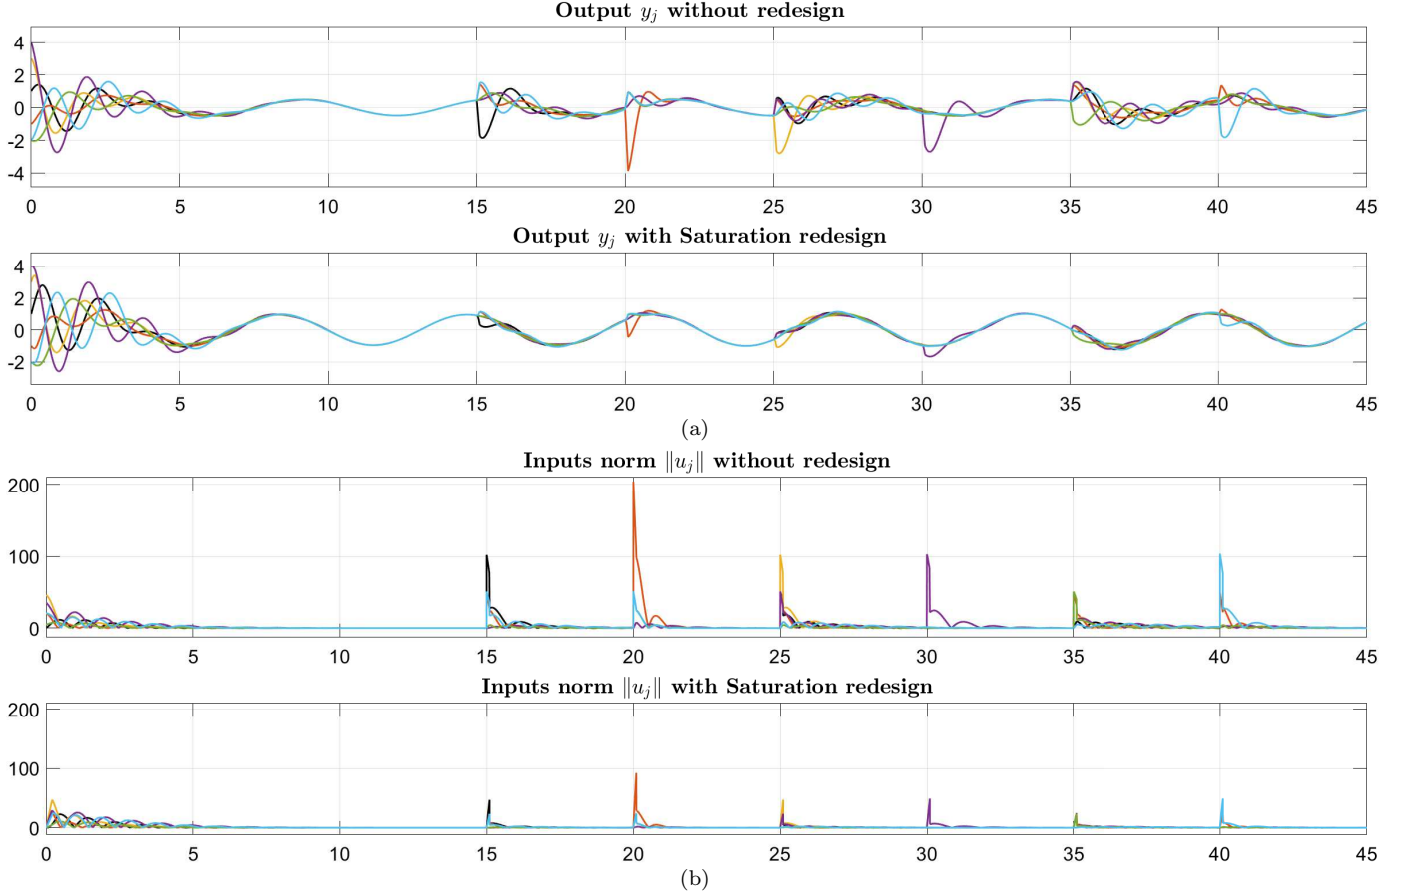 Output $y_j$ without redesign
4
2
0
-2
-4
0 5 10 15 20 25 30 35 40 45
Output $y_j$ with Saturation redesign
4
2
0
-2
0 5 10 15 20 25 30 35 40 45
(a)
Inputs norm $\|u_j\|$ without redesign
200
100
0
0 5 10 15 20 25 30 35 40 45
Inputs norm $\|u_j\|$ with Saturation redesign
200
100
0
0 5 10 15 20 25 30 35 40 45
(b)